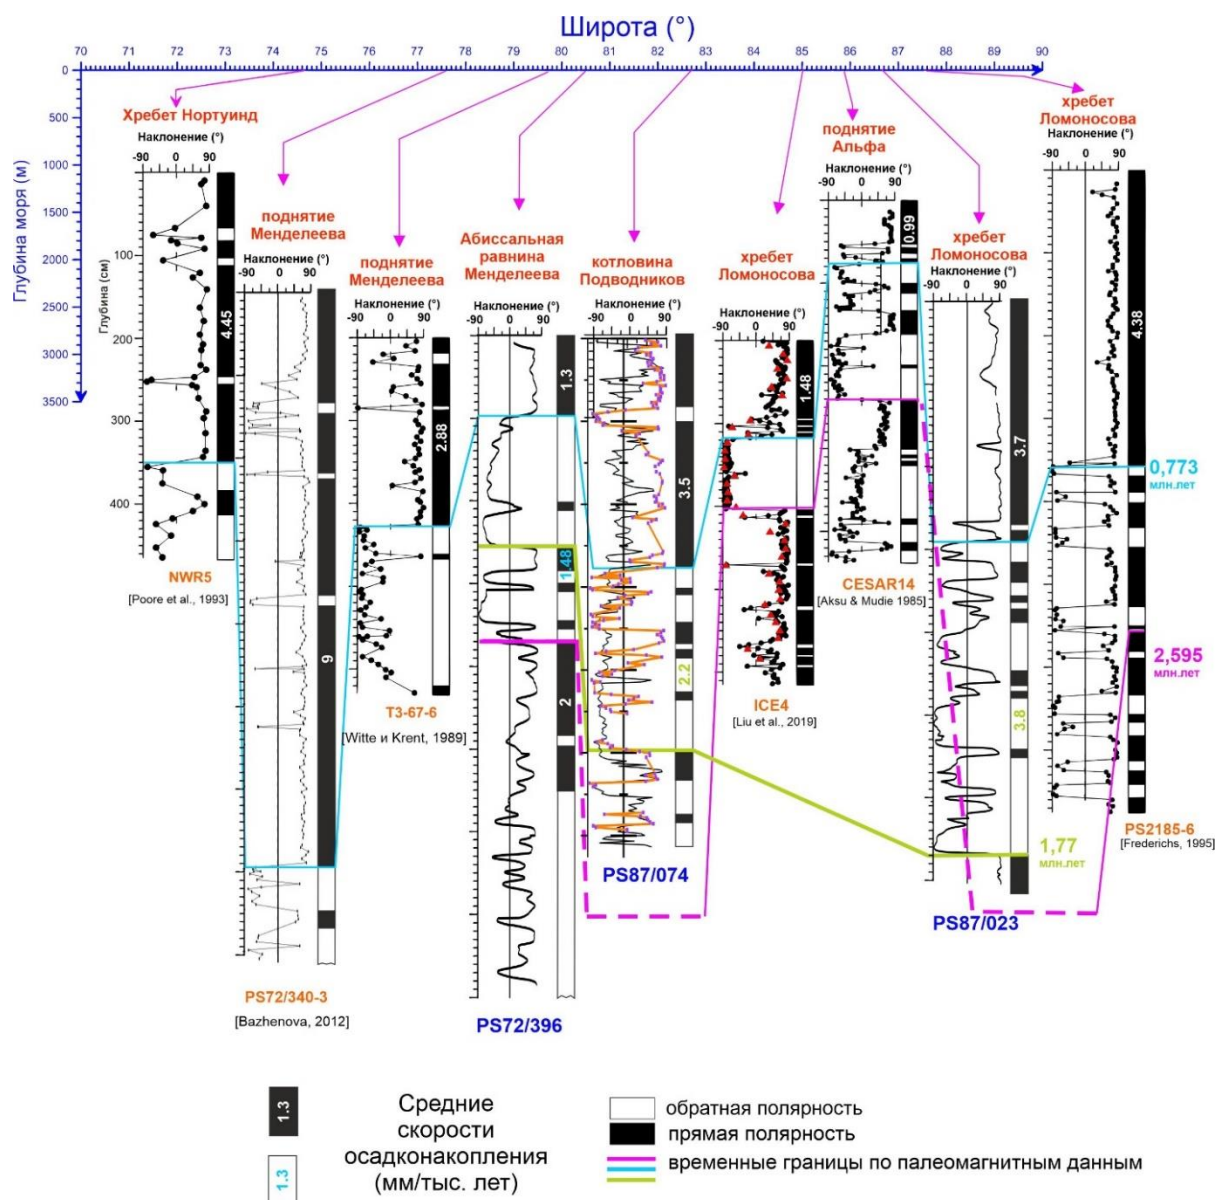 Широта (°)
70 71 72 73 74 75 76 77 78 79 80 81 82 83 84 85 86 87 88 89 90
Глубина моря (м)
0
500
1000
1500
2000
2500
3000
3500
Хребет Нортуинд
Наклонение (°)
-90 0 90
Глубина (см)
100
200
300
400
4.45
NWR5
[Poore et al., 1993]
поднятие
Менделеева
Наклонение (°)
-90 0 90
9
PS72/340-3
[Bazhenova, 2012]
поднятие
Менделеева
Наклонение (°)
-90 0 90
2.88
T3-67-6
[Witte и Krent, 1989]
Абиссальная
равнина
Менделеева
Наклонение (°)
-90 0 90
1.3
1.48
2
PS72/396
котловина
Подводников
Наклонение (°)
-90 0 90
3.5
2.2
PS87/074
хребет
Ломоносова
Наклонение (°)
-90 0 90
1.48
ICE4
[Liu et al., 2019]
поднятие
Альфа
Наклонение (°)
-90 0 90
0.99
CESAR14
[Aksu & Mudie 1985]
хребет
Ломоносова
Наклонение (°)
-90 0 90
3.7
3.8
PS87/023
хребет
Ломоносова
Наклонение (°)
-90 0 90
4.38
PS2185-6
[Frederichs, 1995]
0,773
млн.лет
2,595
млн.лет
1,77
млн.лет
1.3
1.3
Средние
скорости
осадконакопления
(мм/тыс. лет)
обратная полярность
прямая полярность
временные границы по палеомагнитным данным